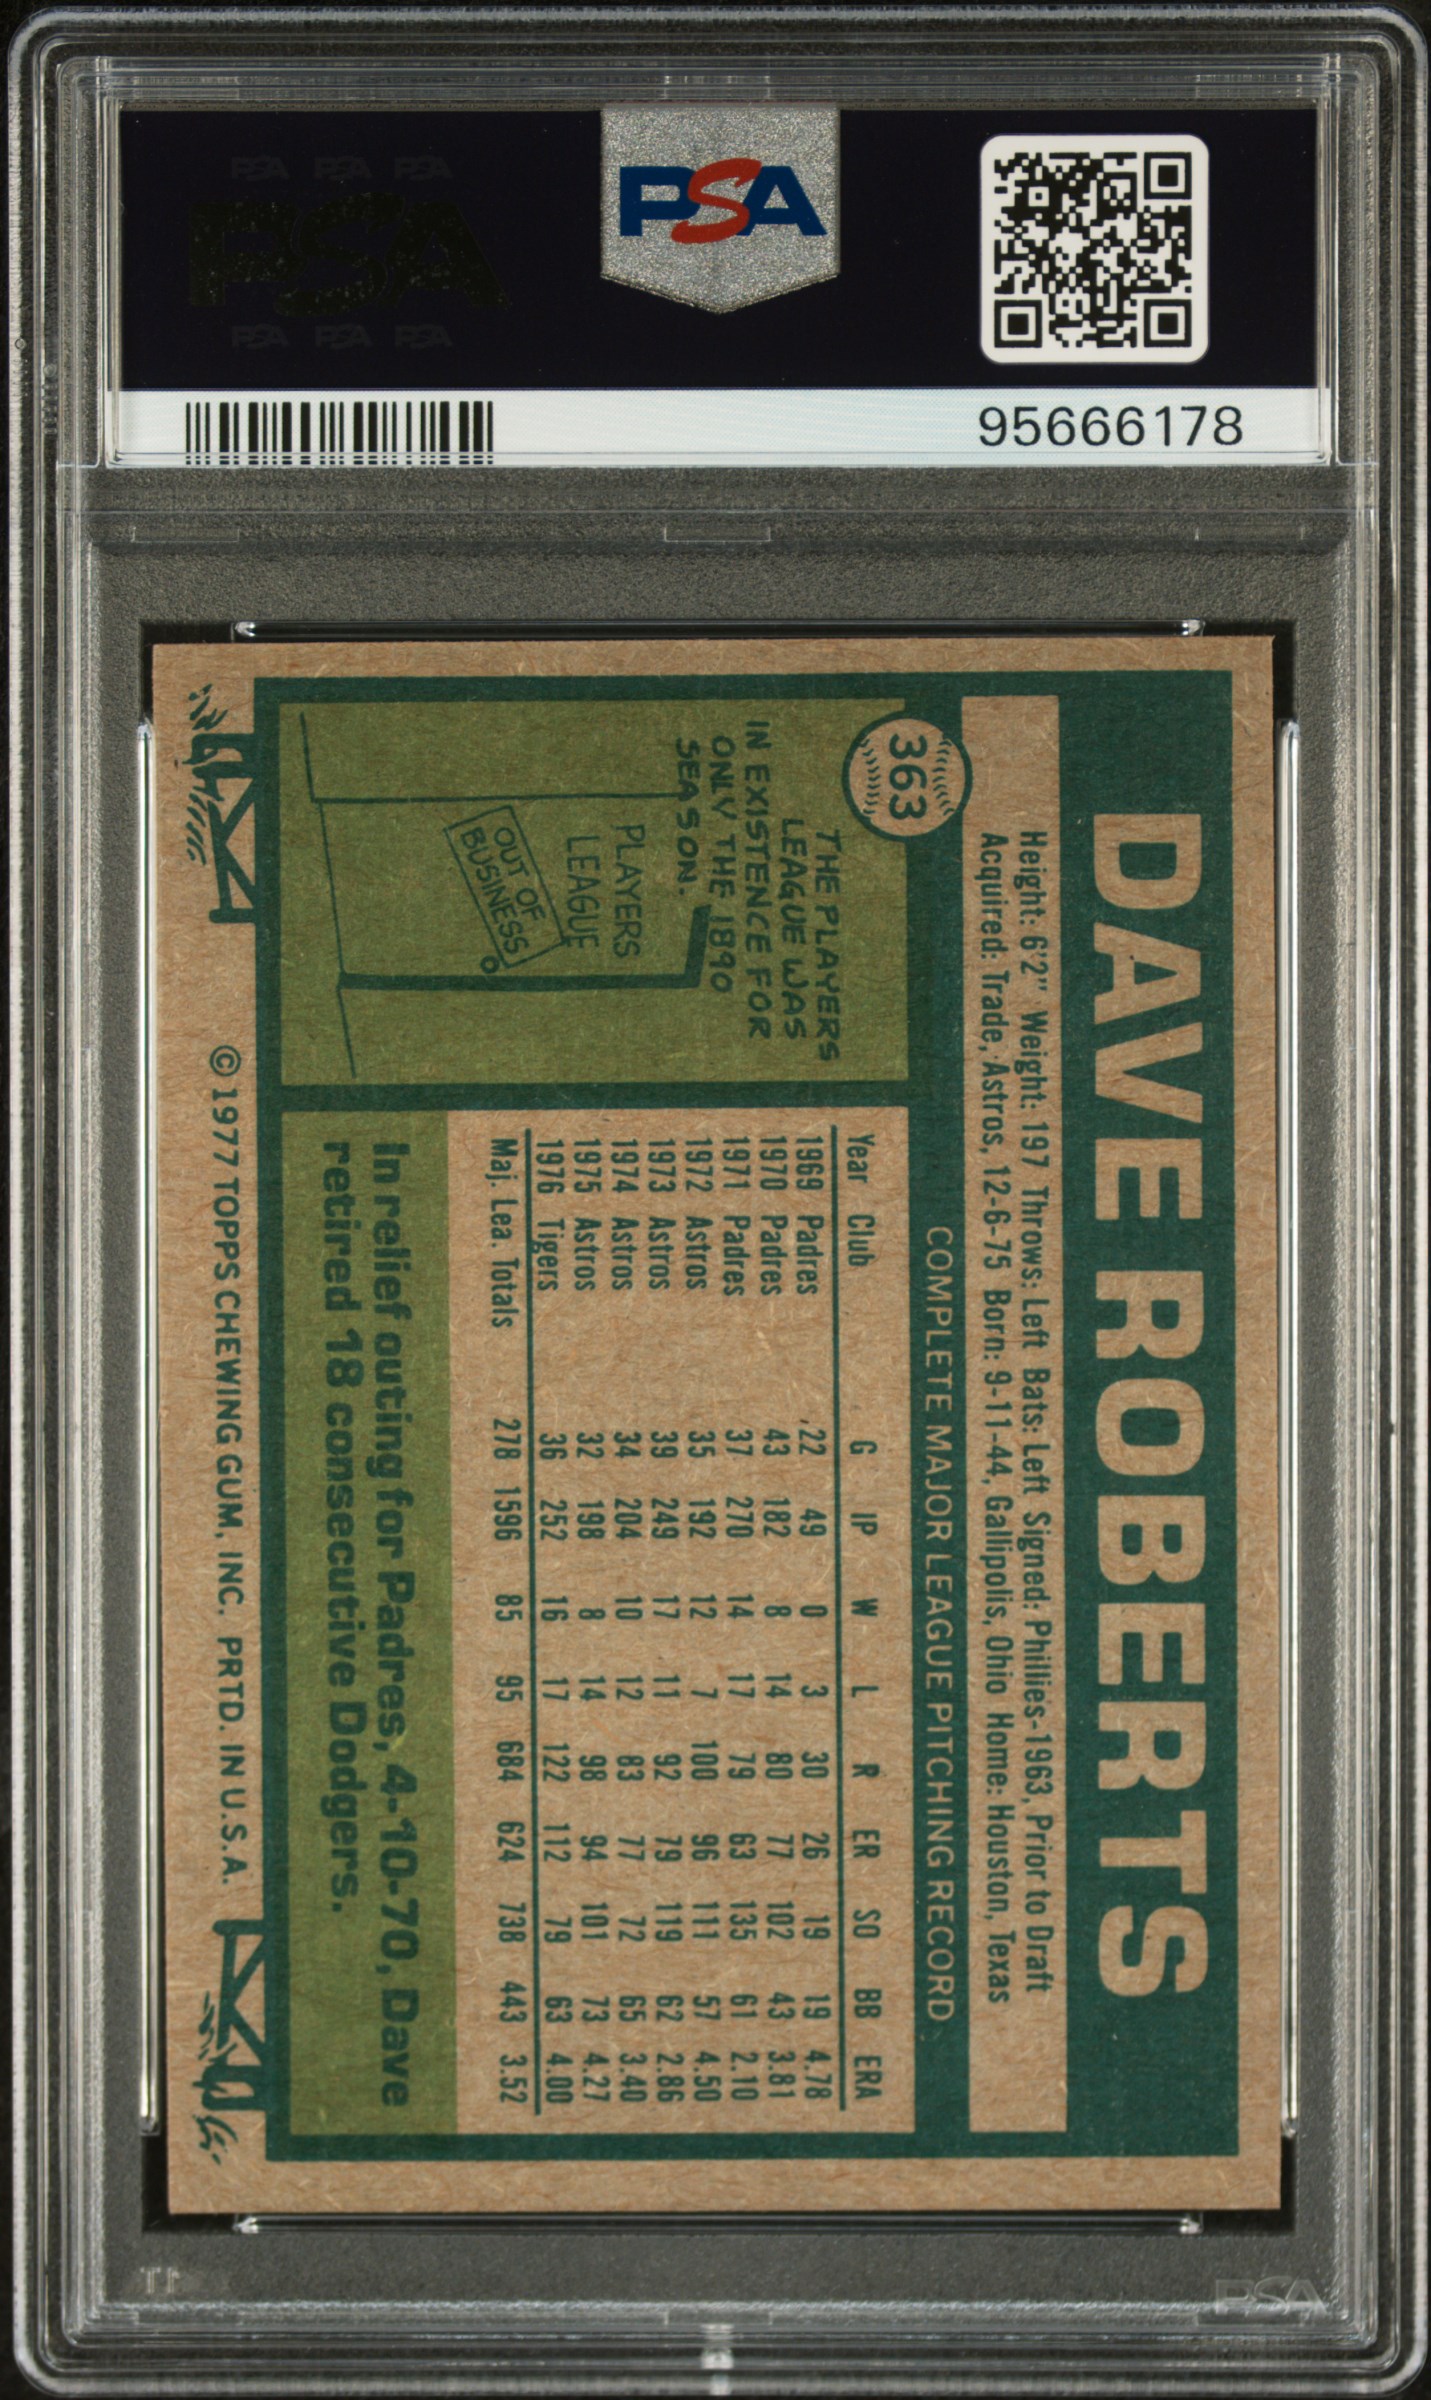 PSA PSA PSA
PSA
PSA PSA PSA
PSA
95666178
DAVE ROBERTS
Height: 6'2" Weight: 197 Throws: Left Bats: Left Signed: Phillies-1963, Prior to Draft
Acquired: Trade, Astros, 12-6-75 Born: 9-11-44, Gallipolis, Ohio Home: Houston, Texas
363
THE PLAYERS
LEAGUE WAS
IN EXISTENCE FOR
ONLY THE 1890
SEASON.
PLAYERS
LEAGUE
OUT OF
BUSINESS
COMPLETE MAJOR LEAGUE PITCHING RECORD
Year Club G IP W L R ER SO BB ERA
1969 Padres 22 49 0 3 30 26 19 19 4.78
1970 Padres 43 182 8 14 80 77 102 43 3.81
1971 Padres 37 270 14 17 79 63 135 61 2.10
1972 Astros 35 192 12 7 100 96 111 57 4.50
1973 Astros 39 249 17 11 92 79 119 62 2.86
1974 Astros 34 204 10 12 83 77 72 65 3.40
1975 Astros 32 198 8 14 98 94 101 73 4.27
1976 Tigers 36 252 16 17 122 112 79 63 4.00
Maj. Lea. Totals 278 1596 85 95 684 624 738 443 3.52
In relief outing for Padres, 4-10-70, Dave
retired 18 consecutive Dodgers.
©1977 TOPPS CHEWING GUM, INC. PRTD. IN U.S.A.
PSA